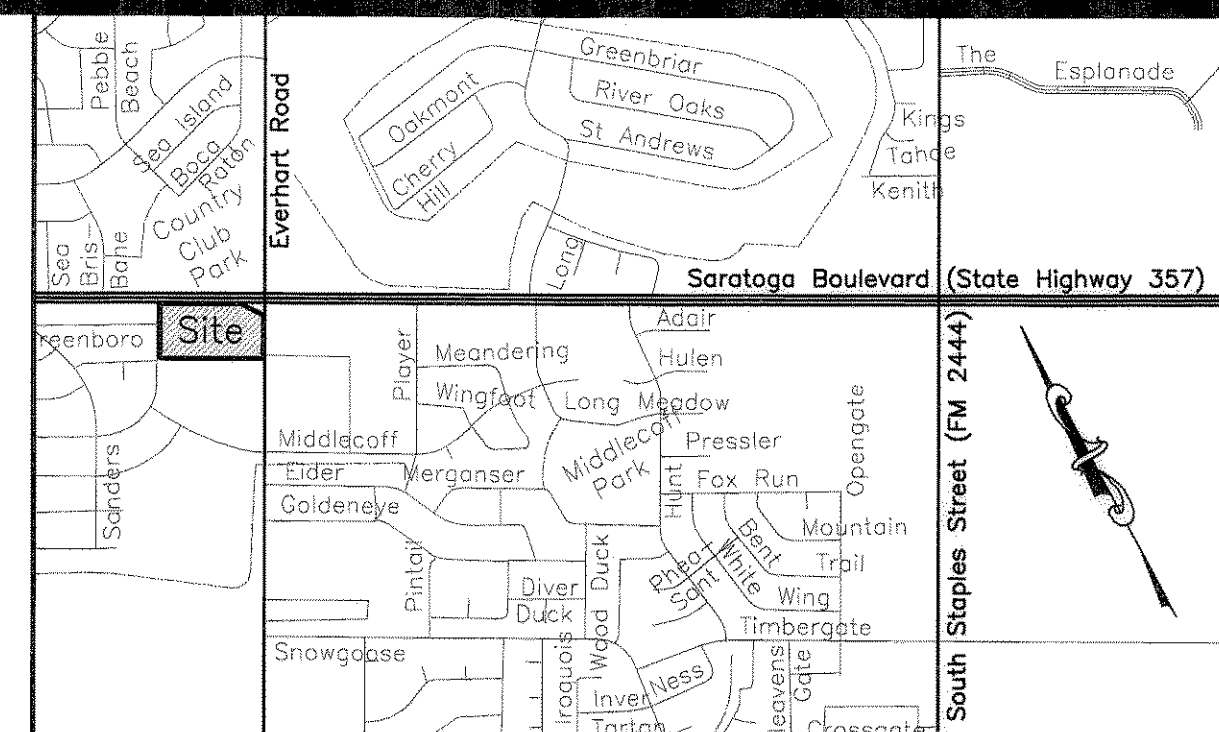 Pebble
Beach
Sea Island
Boca
Raton
Country
Club
Park
Sea
Bris-
Bane
Everhart Road
Greenbriar
River Oaks
St Andrews
Oakmont
Cherry
Hill
Long
The
Esplanade
Kings
Tahoe
Kenith
Saratoga Boulevard (State Highway 357)
reenboro
Site
Sanders
Player
Meandering
Wingfoot
Long Meadow
Adair
Hulen
Middlecoff
Middlecoff
Park
Pressler
Hunt
Fox Run
Opengate
Eider
Merganser
Goldeneye
Mountain
Trail
Bent
White
Wing
Phea-
Sant
Pintail
Diver
Duck
Wood Duck
Timbergate
Snowgoose
Iroquois
Inver Ness
Tartan
Heavens
Gate
Crossgate
South Staples Street (FM 2444)